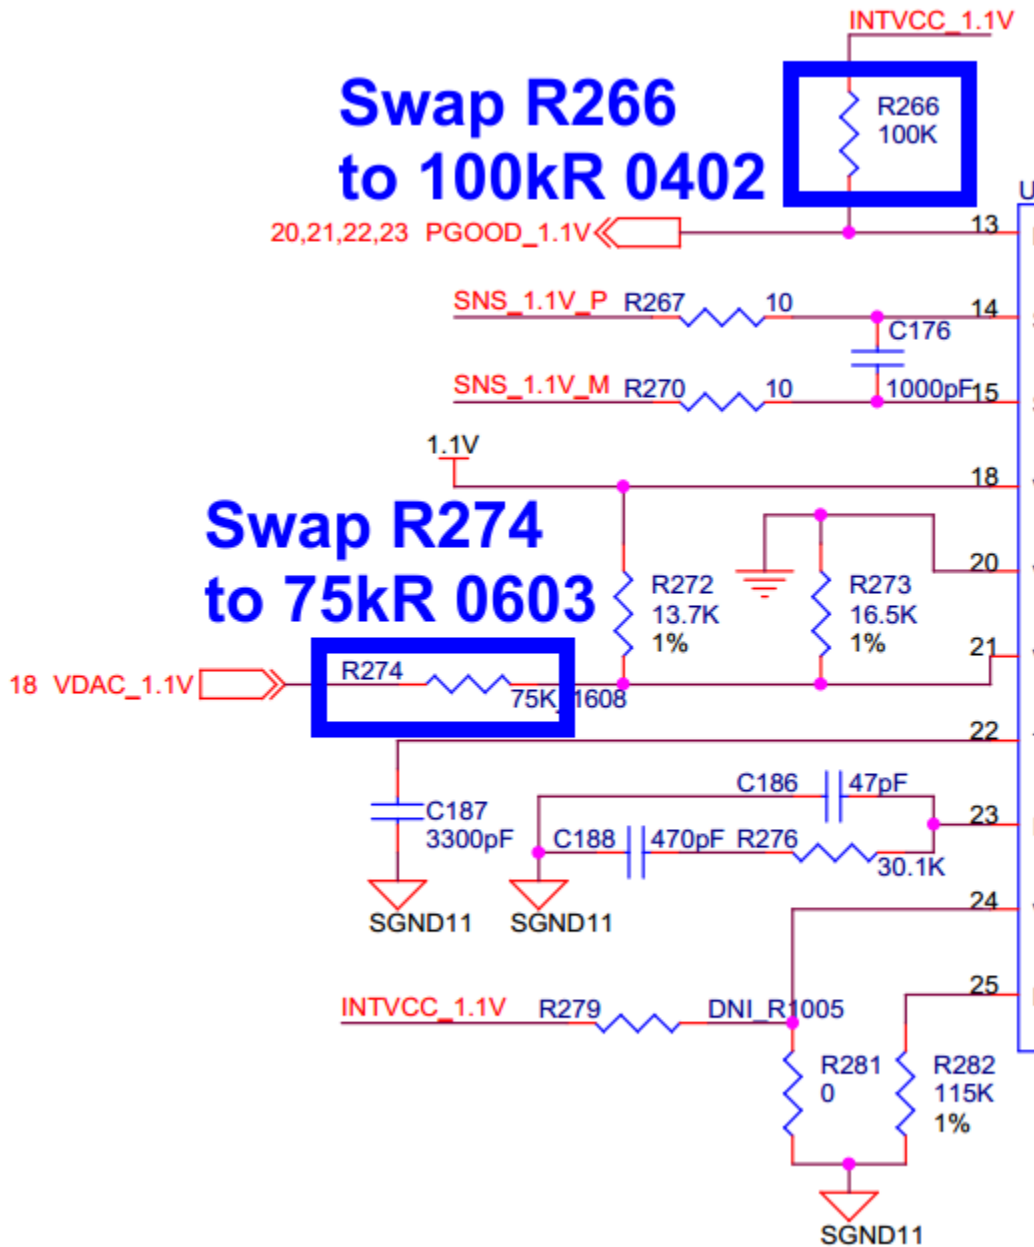 INTVCC_1.1V
Swap R266
to 100kR 0402
R266
100K
U
20,21,22,23 PGOOD_1.1V
13
SNS_1.1V_P R267 10
14
C176
1000pF
SNS_1.1V_M R270 10
15
1.1V
18
Swap R274
to 75kR 0603
R272
13.7K
1%
R273
16.5K
1%
20
21
18 VDAC_1.1V
R274
75K_1608
22
C187
3300pF
SGND11
C186 47pF
23
C188 470pF R276
30.1K
SGND11
24
25
INTVCC_1.1V R279 DNI_R1005
R281
0
R282
115K
1%
SGND11